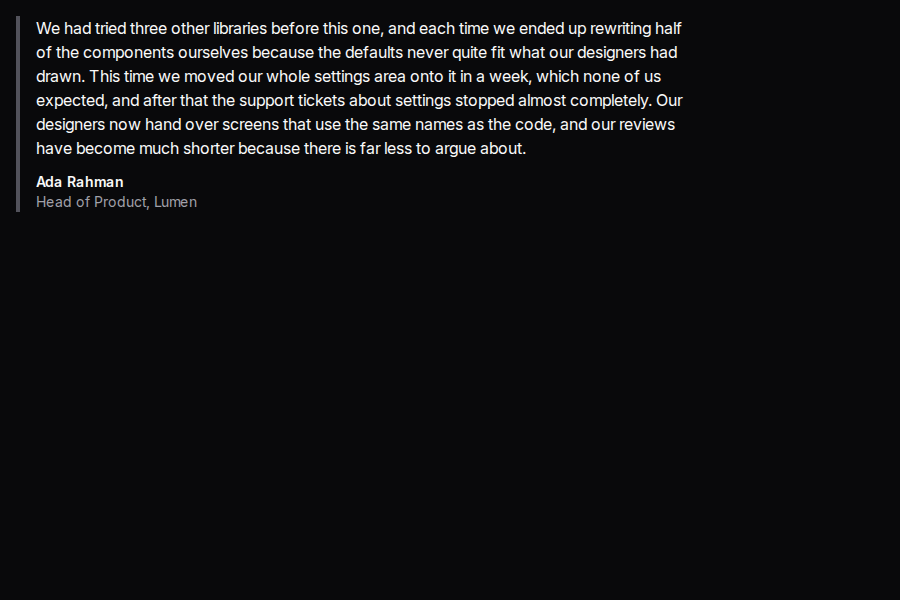 We had tried three other libraries before this one, and each time we ended up rewriting half
of the components ourselves because the defaults never quite fit what our designers had
drawn. This time we moved our whole settings area onto it in a week, which none of us
expected, and after that the support tickets about settings stopped almost completely. Our
designers now hand over screens that use the same names as the code, and our reviews
have become much shorter because there is far less to argue about.
Ada Rahman
Head of Product, Lumen